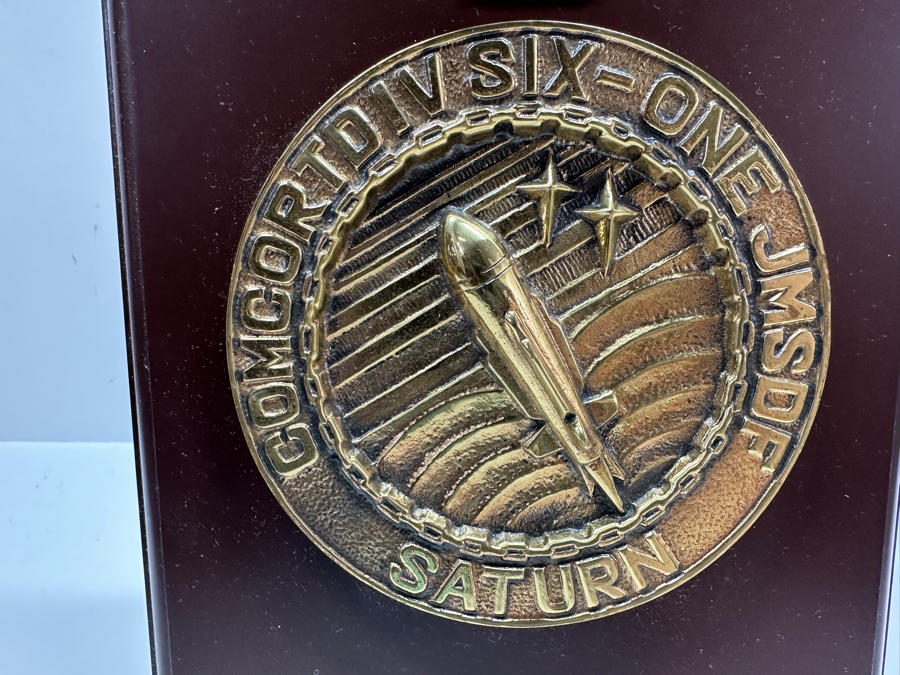 COMCORTDIV SIX-ONE JMSDF
SATURN